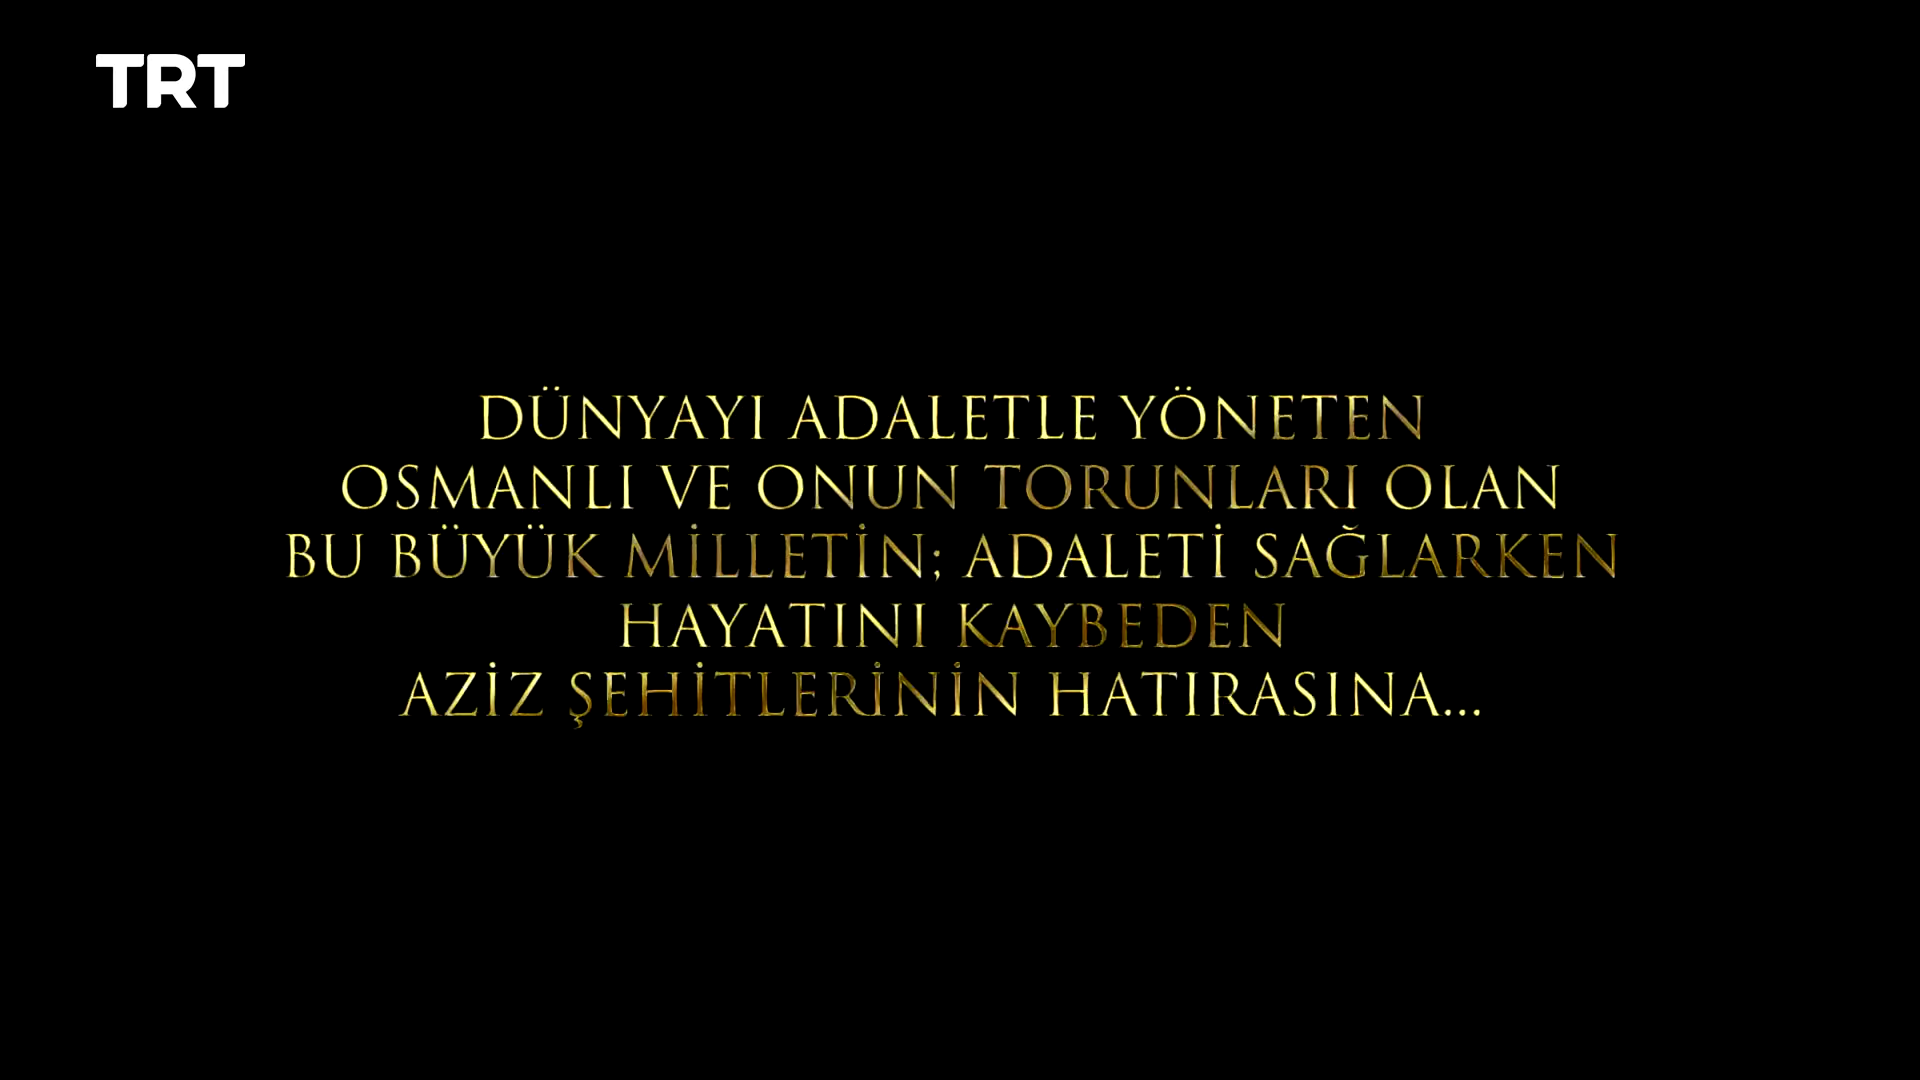 TRT
DÜNYAYI ADALETLE YÖNETEN
OSMANLI VE ONUN TORUNLARI OLAN
BU BÜYÜK MİLLETİN; ADALETİ SAĞLARKEN
HAYATINI KAYBEDEN
AZİZ ŞEHİTLERİNİN HATIRASINA...